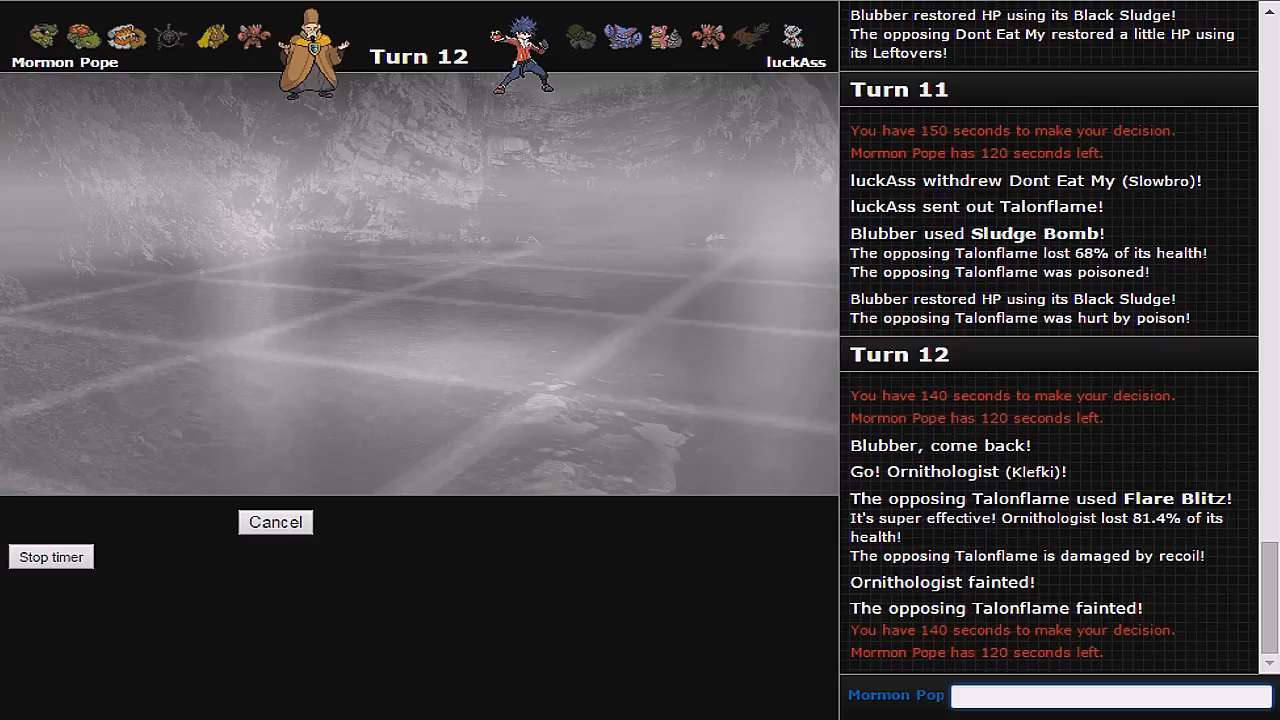 Mormon Pope
Turn 12
luckAss
Cancel
Stop timer
Blubber restored HP using its Black Sludge!
The opposing Dont Eat My restored a little HP using
its Leftovers!
Turn 11
You have 150 seconds to make your decision.
Mormon Pope has 120 seconds left.
luckAss withdrew Dont Eat My (Slowbro)!
luckAss sent out Talonflame!
Blubber used Sludge Bomb!
The opposing Talonflame lost 68% of its health!
The opposing Talonflame was poisoned!
Blubber restored HP using its Black Sludge!
The opposing Talonflame was hurt by poison!
Turn 12
You have 140 seconds to make your decision.
Mormon Pope has 120 seconds left.
Blubber, come back!
Go! Ornithologist (Klefki)!
The opposing Talonflame used Flare Blitz!
It's super effective! Ornithologist lost 81.4% of its
health!
The opposing Talonflame is damaged by recoil!
Ornithologist fainted!
The opposing Talonflame fainted!
You have 140 seconds to make your decision.
Mormon Pope has 120 seconds left.
Mormon Pop